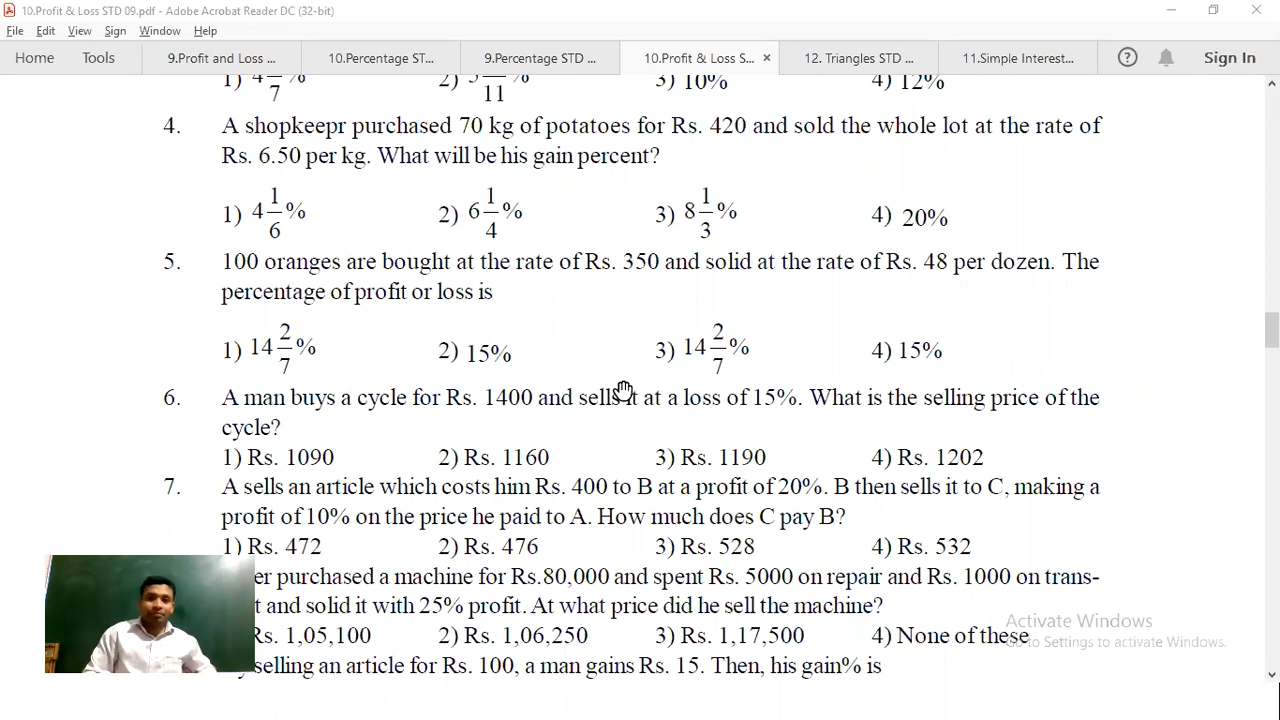 10.Profit & Loss STD 09.pdf - Adobe Acrobat Reader DC (32-bit)
File Edit View Sign Window Help
Home Tools 9.Profit and Loss ... 10.Percentage ST... 9.Percentage STD ... 10.Profit & Loss S... × 12. Triangles STD ... 11.Simple Interest... Sign In
1) 4 /7 % 2) 5 /11 % 3) 10% 4) 12%
4. A shopkeepr purchased 70 kg of potatoes for Rs. 420 and sold the whole lot at the rate of
Rs. 6.50 per kg. What will be his gain percent?
1) 4 1/6 % 2) 6 1/4 % 3) 8 1/3 % 4) 20%
5. 100 oranges are bought at the rate of Rs. 350 and solid at the rate of Rs. 48 per dozen. The
percentage of profit or loss is
1) 14 2/7 % 2) 15% 3) 14 2/7 % 4) 15%
6. A man buys a cycle for Rs. 1400 and sells it at a loss of 15%. What is the selling price of the
cycle?
1) Rs. 1090 2) Rs. 1160 3) Rs. 1190 4) Rs. 1202
7. A sells an article which costs him Rs. 400 to B at a profit of 20%. B then sells it to C, making a
profit of 10% on the price he paid to A. How much does C pay B?
1) Rs. 472 2) Rs. 476 3) Rs. 528 4) Rs. 532
er purchased a machine for Rs.80,000 and spent Rs. 5000 on repair and Rs. 1000 on trans-
t and solid it with 25% profit. At what price did he sell the machine?
Rs. 1,05,100 2) Rs. 1,06,250 3) Rs. 1,17,500 4) None of these
selling an article for Rs. 100, a man gains Rs. 15. Then, his gain% is
Activate Windows
Go to Settings to activate Windows.